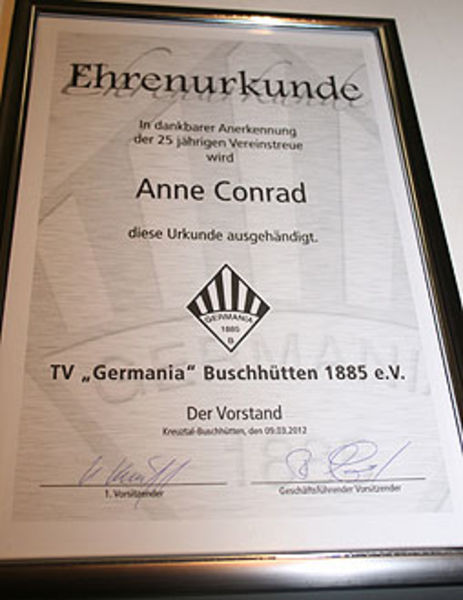 Ehrenurkunde
In dankbarer Anerkennung
der 25 jährigen Vereinstreue
wird
Anne Conrad
diese Urkunde ausgehändigt.
GERMANIA
1885
B
TV „Germania“ Buschhütten 1885 e.V.
Der Vorstand
Kreuztal-Buschhütten, den 09.03.2012
1. Vorsitzender
Geschäftsführender Vorsitzender